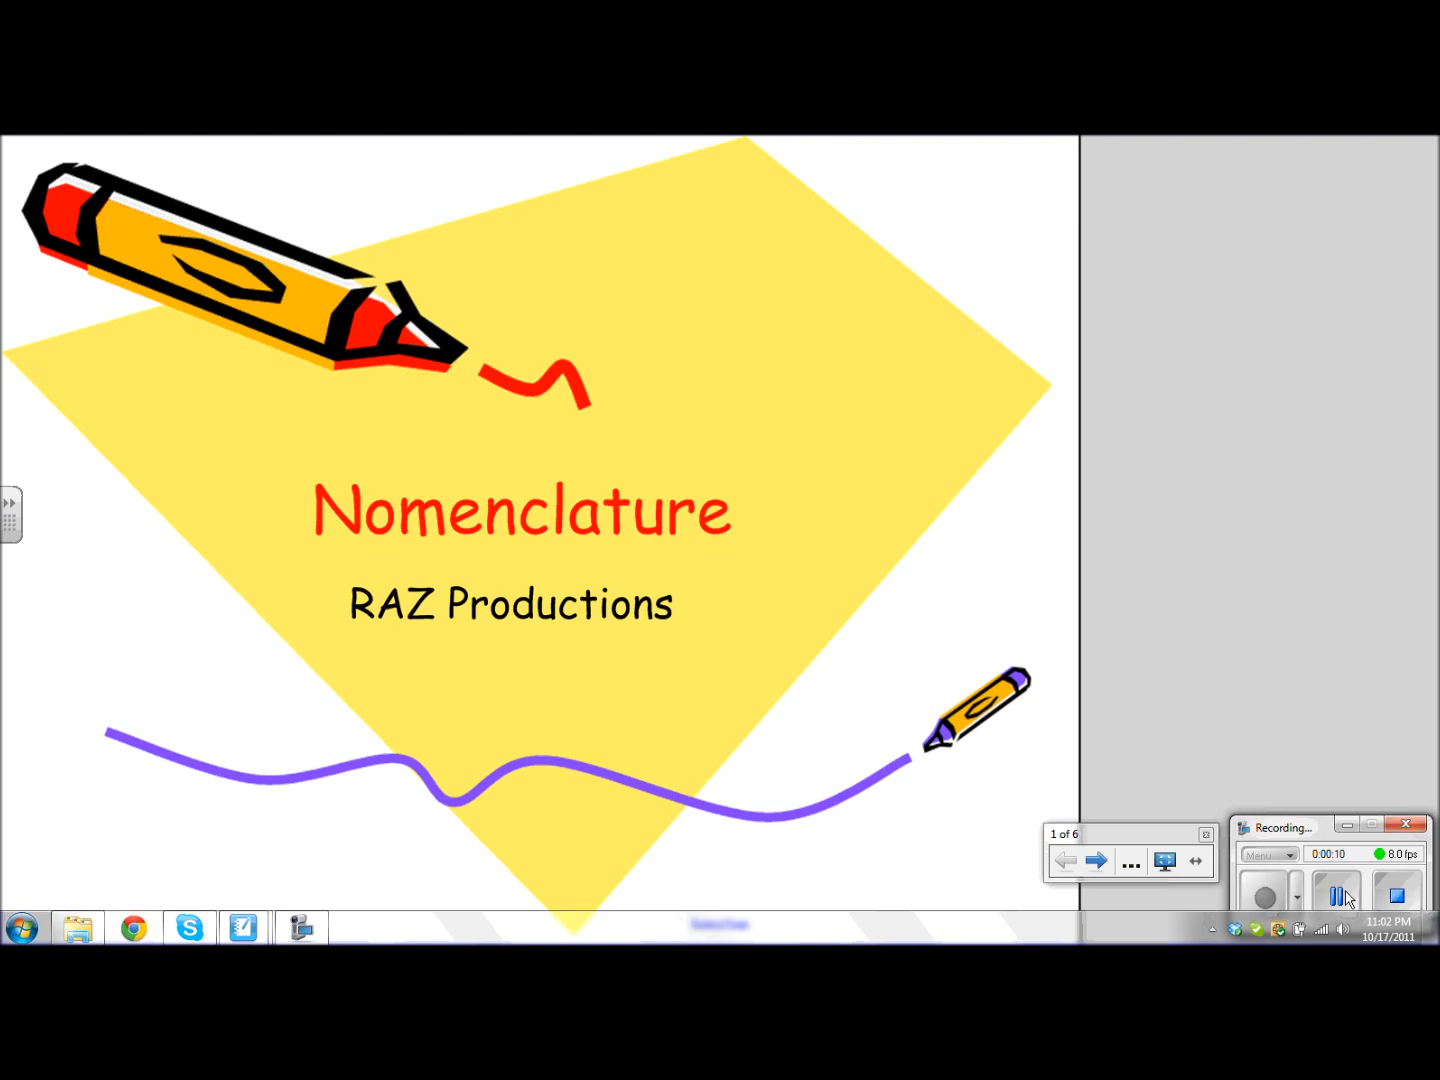 Nomenclature
RAZ Productions
1 of 6
Recording...
Menu
0:00:10
8.0 fps
...
11:02 PM
10/17/2011